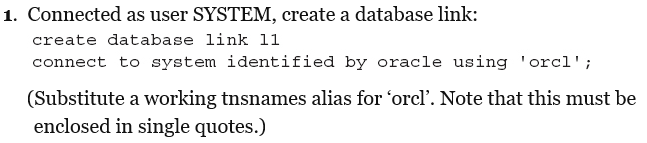 1. Connected as user SYSTEM, create a database link:
create database link l1
connect to system identified by oracle using 'orcl';
(Substitute a working tnsnames alias for ‘orcl’. Note that this must be
enclosed in single quotes.)